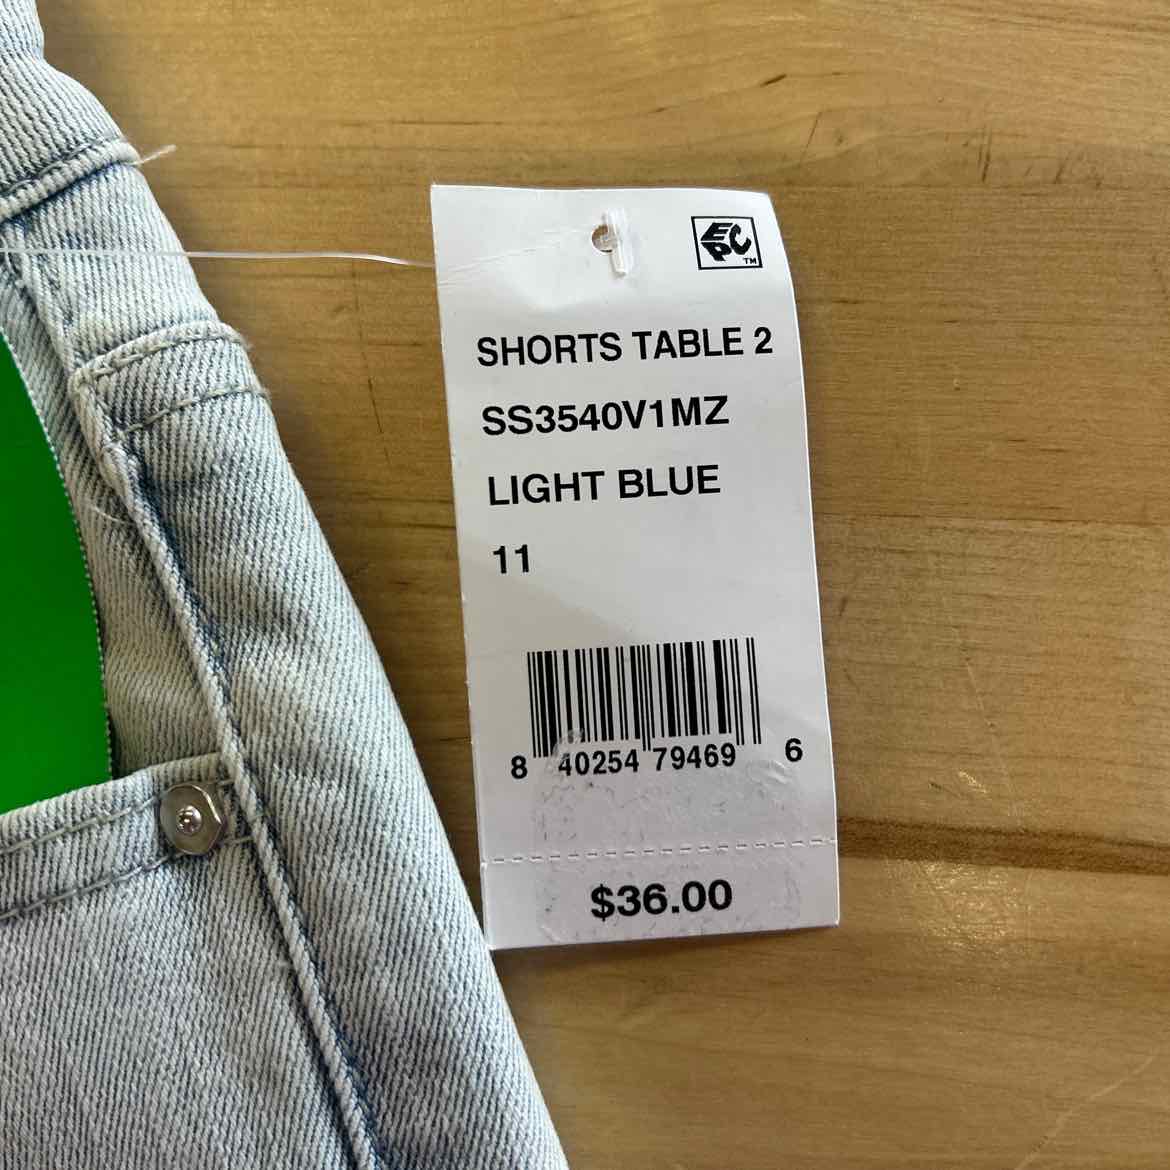 EPC
TM
SHORTS TABLE 2
SS3540V1MZ
LIGHT BLUE
11
8 40254 79469 6
$36.00